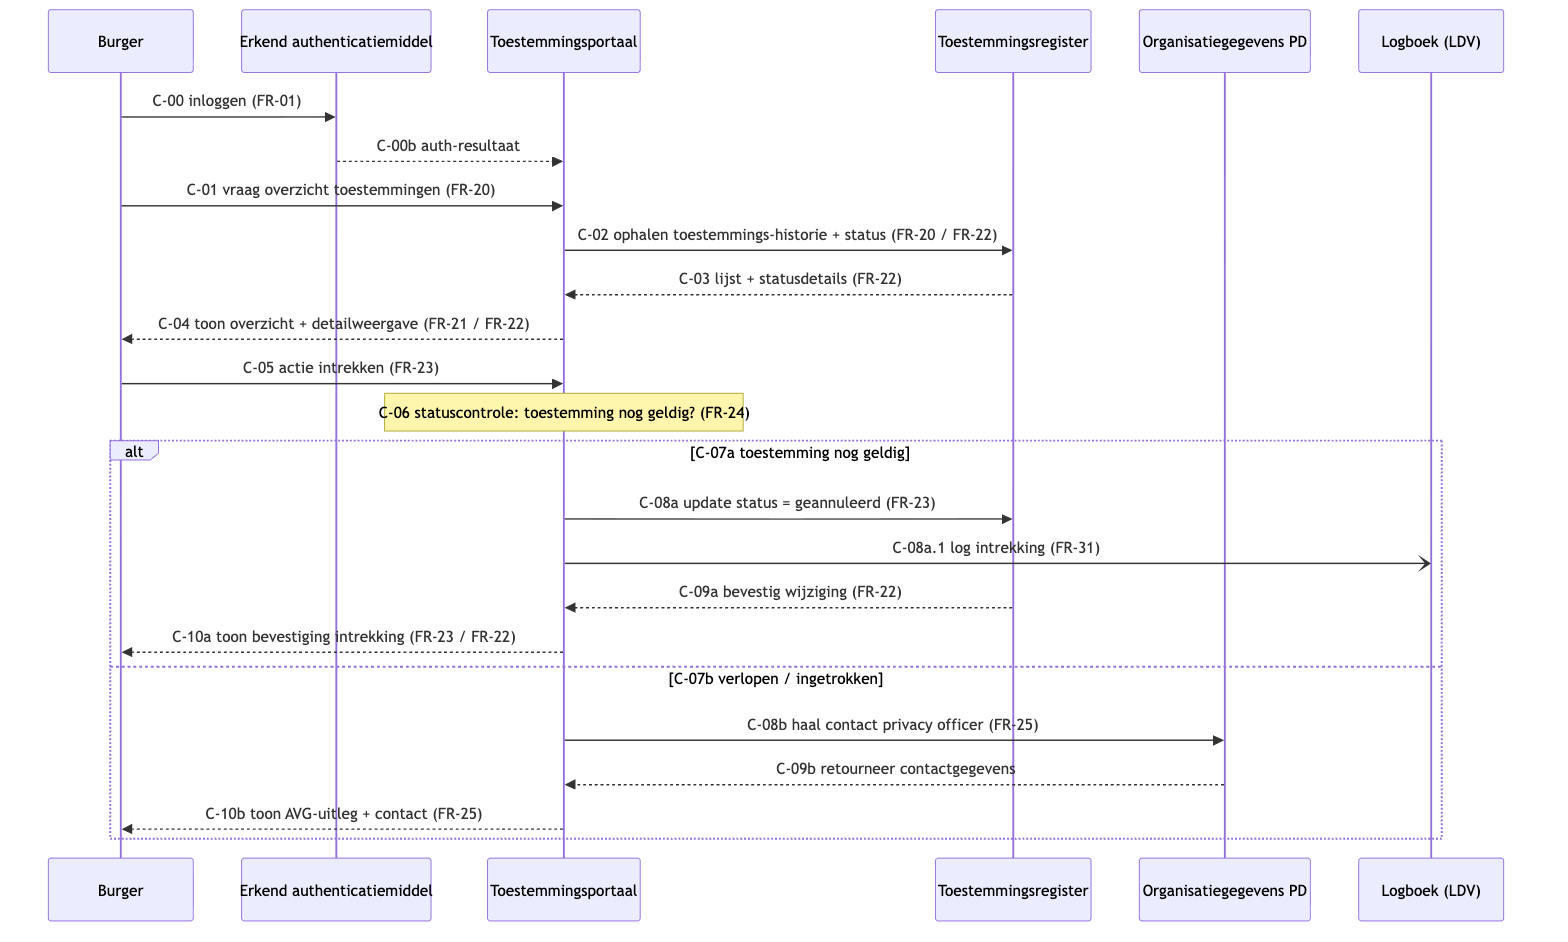 Burger
Erkend authenticatiemiddel
Toestemmingsportaal
Toestemmingsregister
Organisatiegegevens PD
Logboek (LDV)
C-00 inloggen (FR-01)
C-00b auth-resultaat
C-01 vraag overzicht toestemmingen (FR-20)
C-02 ophalen toestemmings-historie + status (FR-20 / FR-22)
C-03 lijst + statusdetails (FR-22)
C-04 toon overzicht + detailweergave (FR-21 / FR-22)
C-05 actie intrekken (FR-23)
C-06 statuscontrole: toestemming nog geldig? (FR-24)
alt
[C-07a toestemming nog geldig]
C-08a update status = geannuleerd (FR-23)
C-08a.1 log intrekking (FR-31)
C-09a bevestig wijziging (FR-22)
C-10a toon bevestiging intrekking (FR-23 / FR-22)
[C-07b verlopen / ingetrokken]
C-08b haal contact privacy officer (FR-25)
C-09b retourneer contactgegevens
C-10b toon AVG-uitleg + contact (FR-25)
Burger
Erkend authenticatiemiddel
Toestemmingsportaal
Toestemmingsregister
Organisatiegegevens PD
Logboek (LDV)